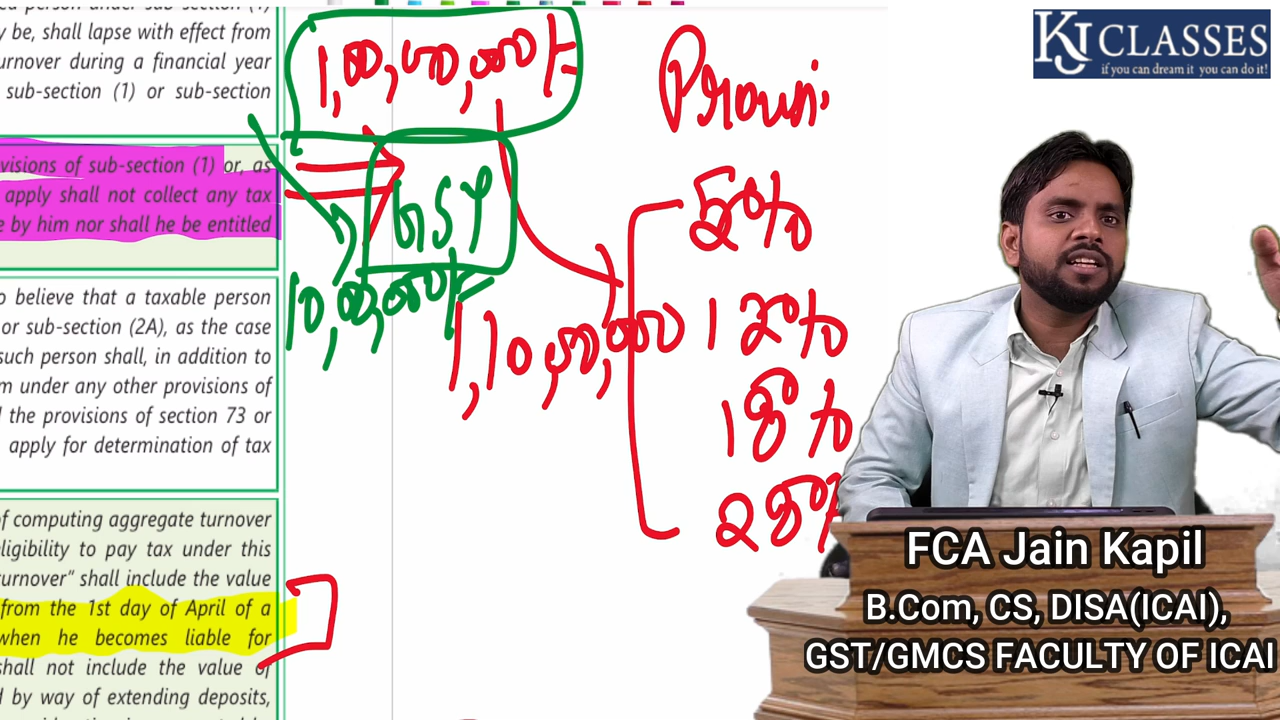 ed person under sub-section (1)
y be, shall lapse with effect from
urnover during a financial year
sub-section (1) or sub-section
visions of sub-section (1) or, as
apply shall not collect any tax
e by him nor shall he be entitled
o believe that a taxable person
or sub-section (2A), as the case
such person shall, in addition to
m under any other provisions of
d the provisions of section 73 or
apply for determination of tax
of computing aggregate turnover
eligibility to pay tax under this
turnover" shall include the value
from the 1st day of April of a
when he becomes liable for
shall not include the value of
d by way of extending deposits,
1,00,00,000/-
GST
10,00,000/-
1,10,00,000
5%
12%
18%
28%
KJ CLASSES
if you can dream it you can do it!
FCA Jain Kapil
B.Com, CS, DISA(ICAI),
GST/GMCS FACULTY OF ICAI